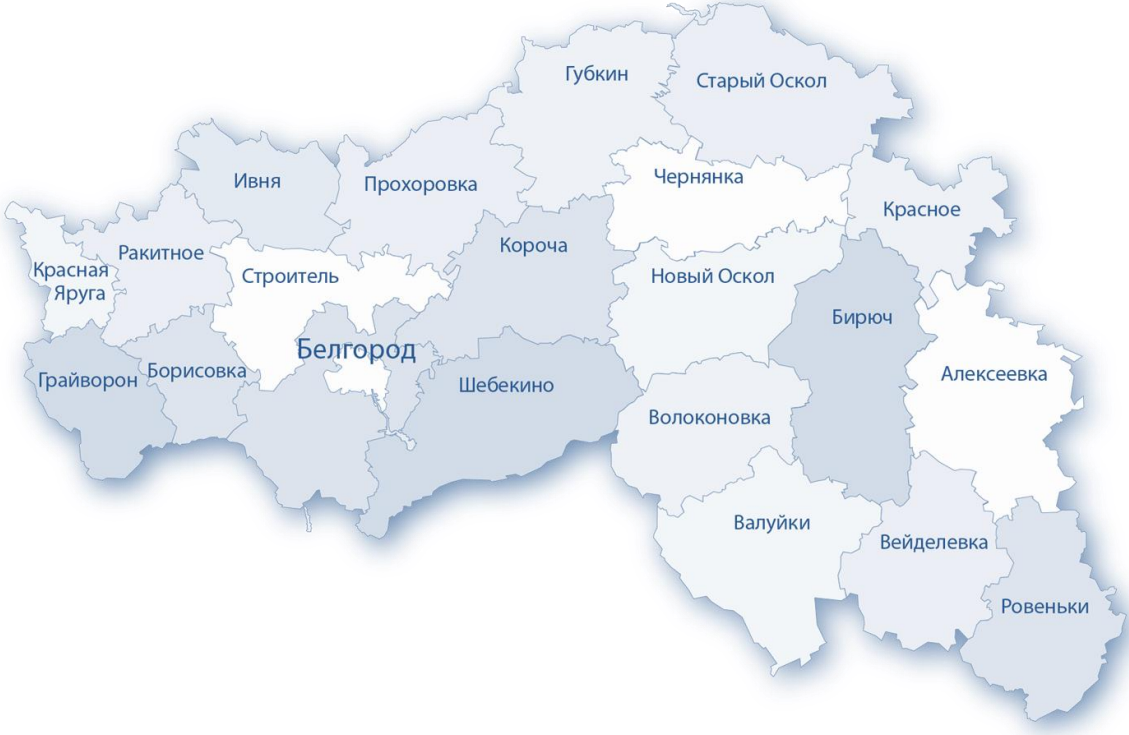 Губкин
Старый Оскол
Ивня
Прохоровка
Чернянка
Красное
Ракитное
Короча
Красная
Яруга
Строитель
Новый Оскол
Бирюч
Белгород
Грайворон
Борисовка
Шебекино
Алексеевка
Волоконовка
Валуйки
Вейделевка
Ровеньки